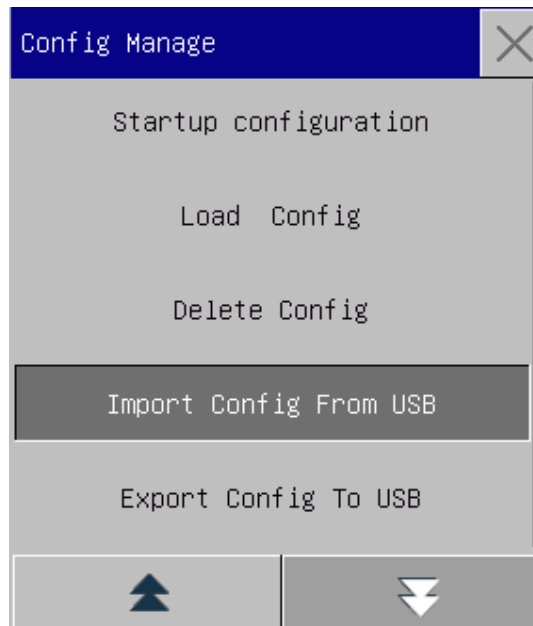 Config Manage
Startup configuration
Load Config
Delete Config
Import Config From USB
Export Config To USB